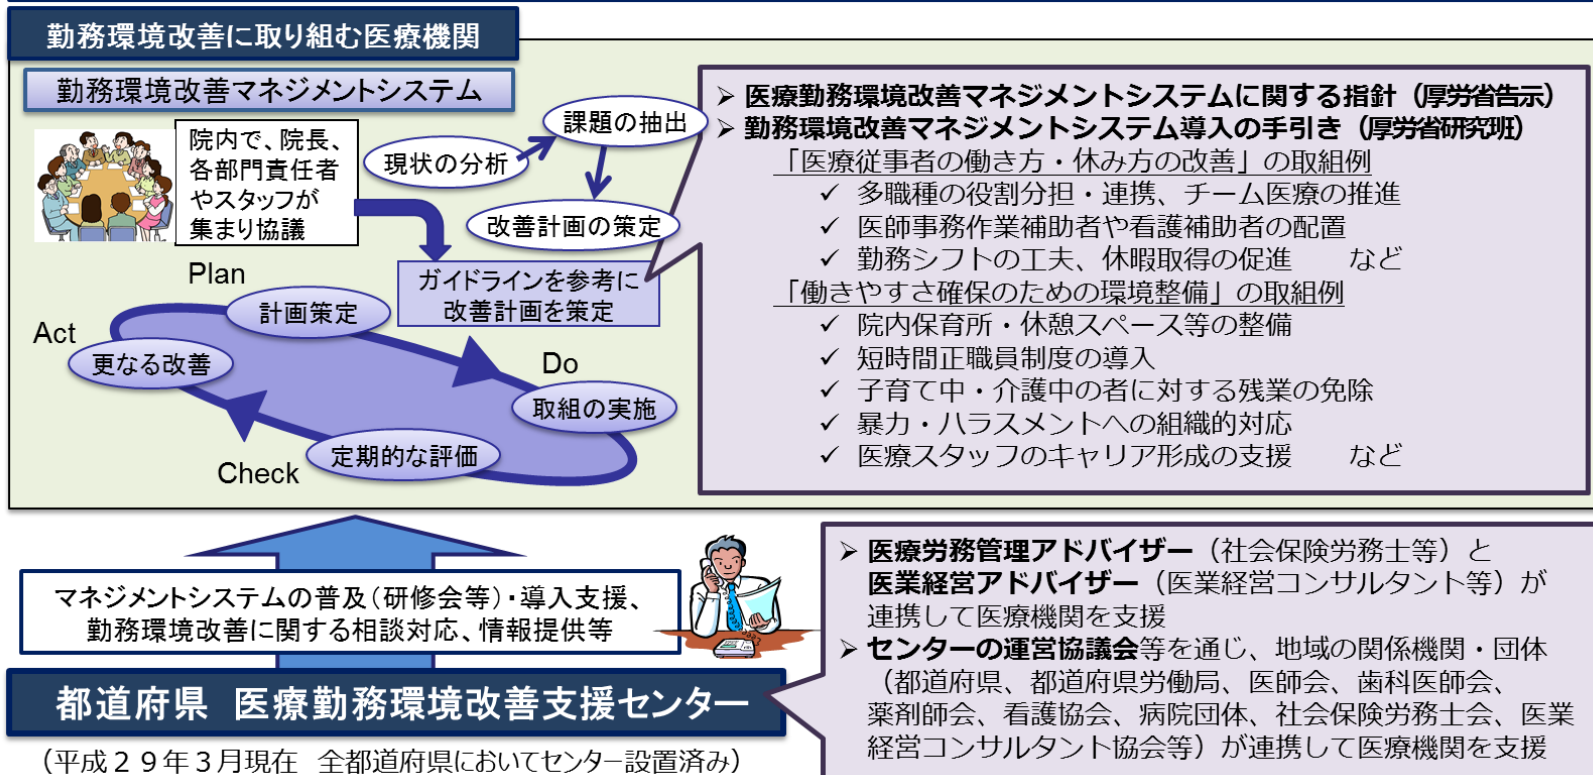 勤務環境改善に取り組む医療機関
勤務環境改善マネジメントシステム
院内で、院長、
各部門責任者
やスタッフが
集まり協議
現状の分析
課題の抽出
改善計画の策定
ガイドラインを参考に
改善計画を策定
Plan
計画策定
Act
更なる改善
Do
取組の実施
定期的な評価
Check
➢ 医療勤務環境改善マネジメントシステムに関する指針（厚労省告示）
➢ 勤務環境改善マネジメントシステム導入の手引き（厚労省研究班）
「医療従事者の働き方・休み方の改善」の取組例
✓ 多職種の役割分担・連携、チーム医療の推進
✓ 医師事務作業補助者や看護補助者の配置
✓ 勤務シフトの工夫、休暇取得の促進　など
「働きやすさ確保のための環境整備」の取組例
✓ 院内保育所・休憩スペース等の整備
✓ 短時間正職員制度の導入
✓ 子育て中・介護中の者に対する残業の免除
✓ 暴力・ハラスメントへの組織的対応
✓ 医療スタッフのキャリア形成の支援　など
マネジメントシステムの普及（研修会等）・導入支援、
勤務環境改善に関する相談対応、情報提供等
都道府県　医療勤務環境改善支援センター
（平成２９年３月現在　全都道府県においてセンター設置済み）
➢ 医療労務管理アドバイザー（社会保険労務士等）と
医業経営アドバイザー（医業経営コンサルタント等）が
連携して医療機関を支援
➢ センターの運営協議会等を通じ、地域の関係機関・団体
（都道府県、都道府県労働局、医師会、歯科医師会、
薬剤師会、看護協会、病院団体、社会保険労務士会、医業
経営コンサルタント協会等）が連携して医療機関を支援